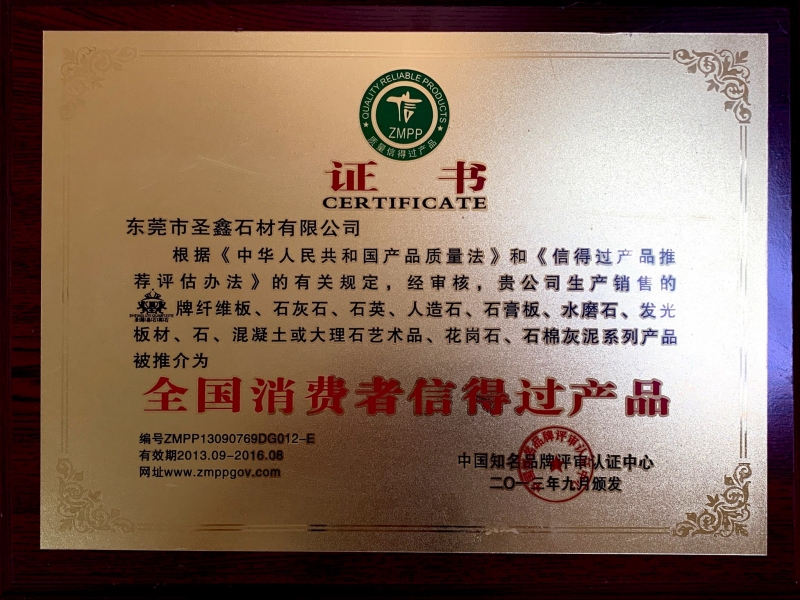 QUALITY RELIABLE PRODUCTS
信
ZMPP
质量信得过产品
证书
CERTIFICATE
东莞市圣鑫石材有限公司
根据《中华人民共和国产品质量法》和《信得过产品推
荐评估办法》的有关规定，经审核，贵公司生产销售的
牌纤维板、石灰石、石英、人造石、石膏板、水磨石、发光
板材、石、混凝土或大理石艺术品、花岗石、石棉灰泥系列产品
被推介为
全国消费者信得过产品
编号ZMPP13090769DG012-E
有效期2013.09-2016.08
网址www.zmppgov.com
中国知名品牌评审认证中心
二〇一三年九月颁发